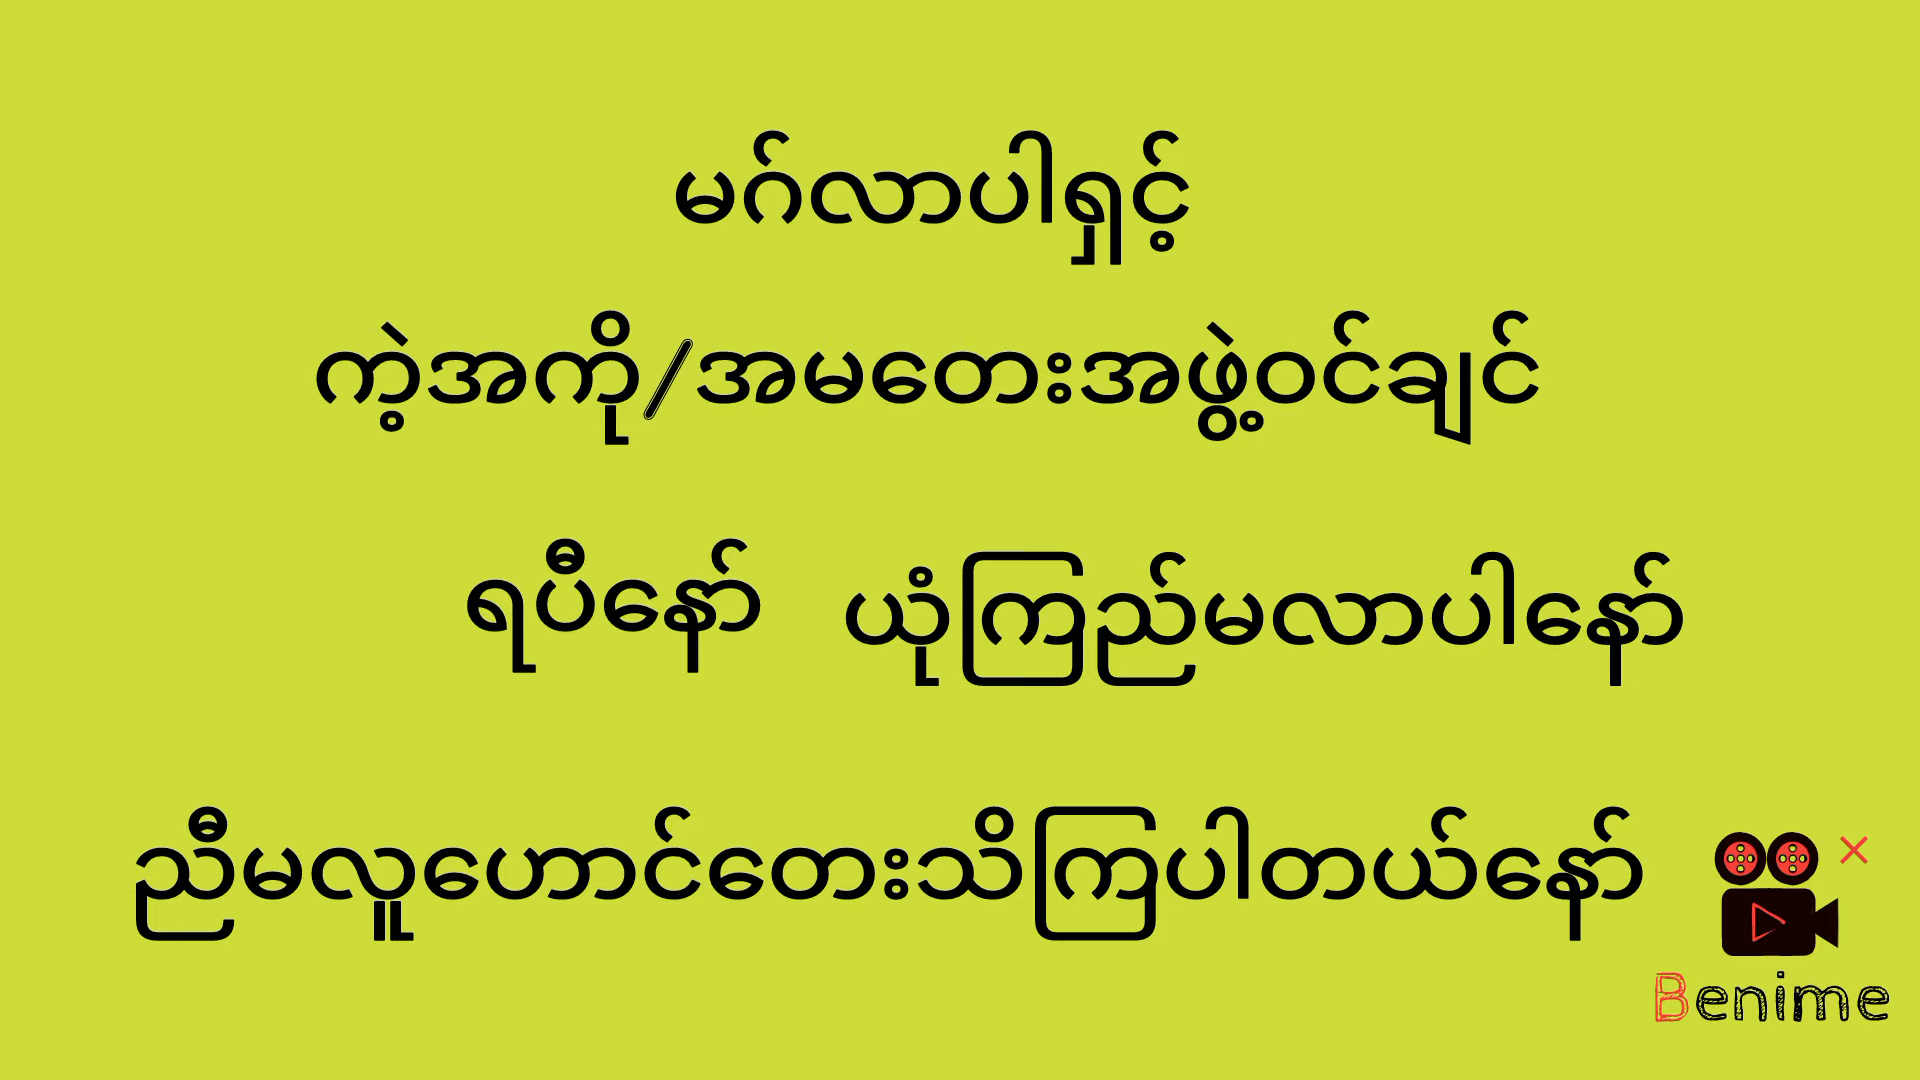 မဂ်လာပါရှင့်
ကဲ့အကို/အမတေးအဖွဲ့ဝင်ချင်
ရပီနော် ယုံကြည်မလာပါနော်
ညီမလူဟောင်တေးသိကြပါတယ်နော်
Benime